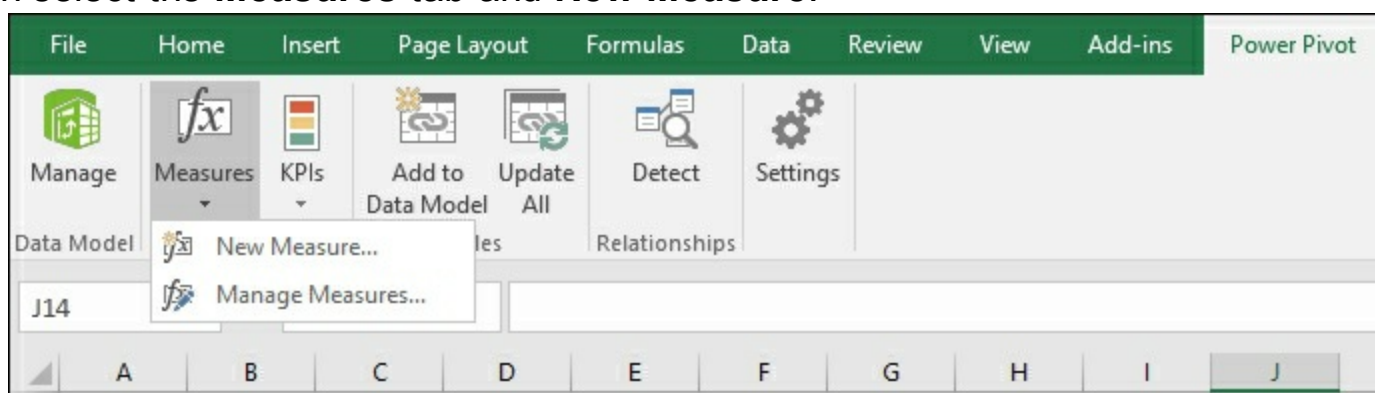 select the Measures tab and New Measure.
File Home Insert Page Layout Formulas Data Review View Add-ins Power Pivot
Manage Measures KPIs Add to Data Model Update All Detect Settings
Data Model les Relationships
New Measure...
Manage Measures...
J14
A B C D E F G H I J